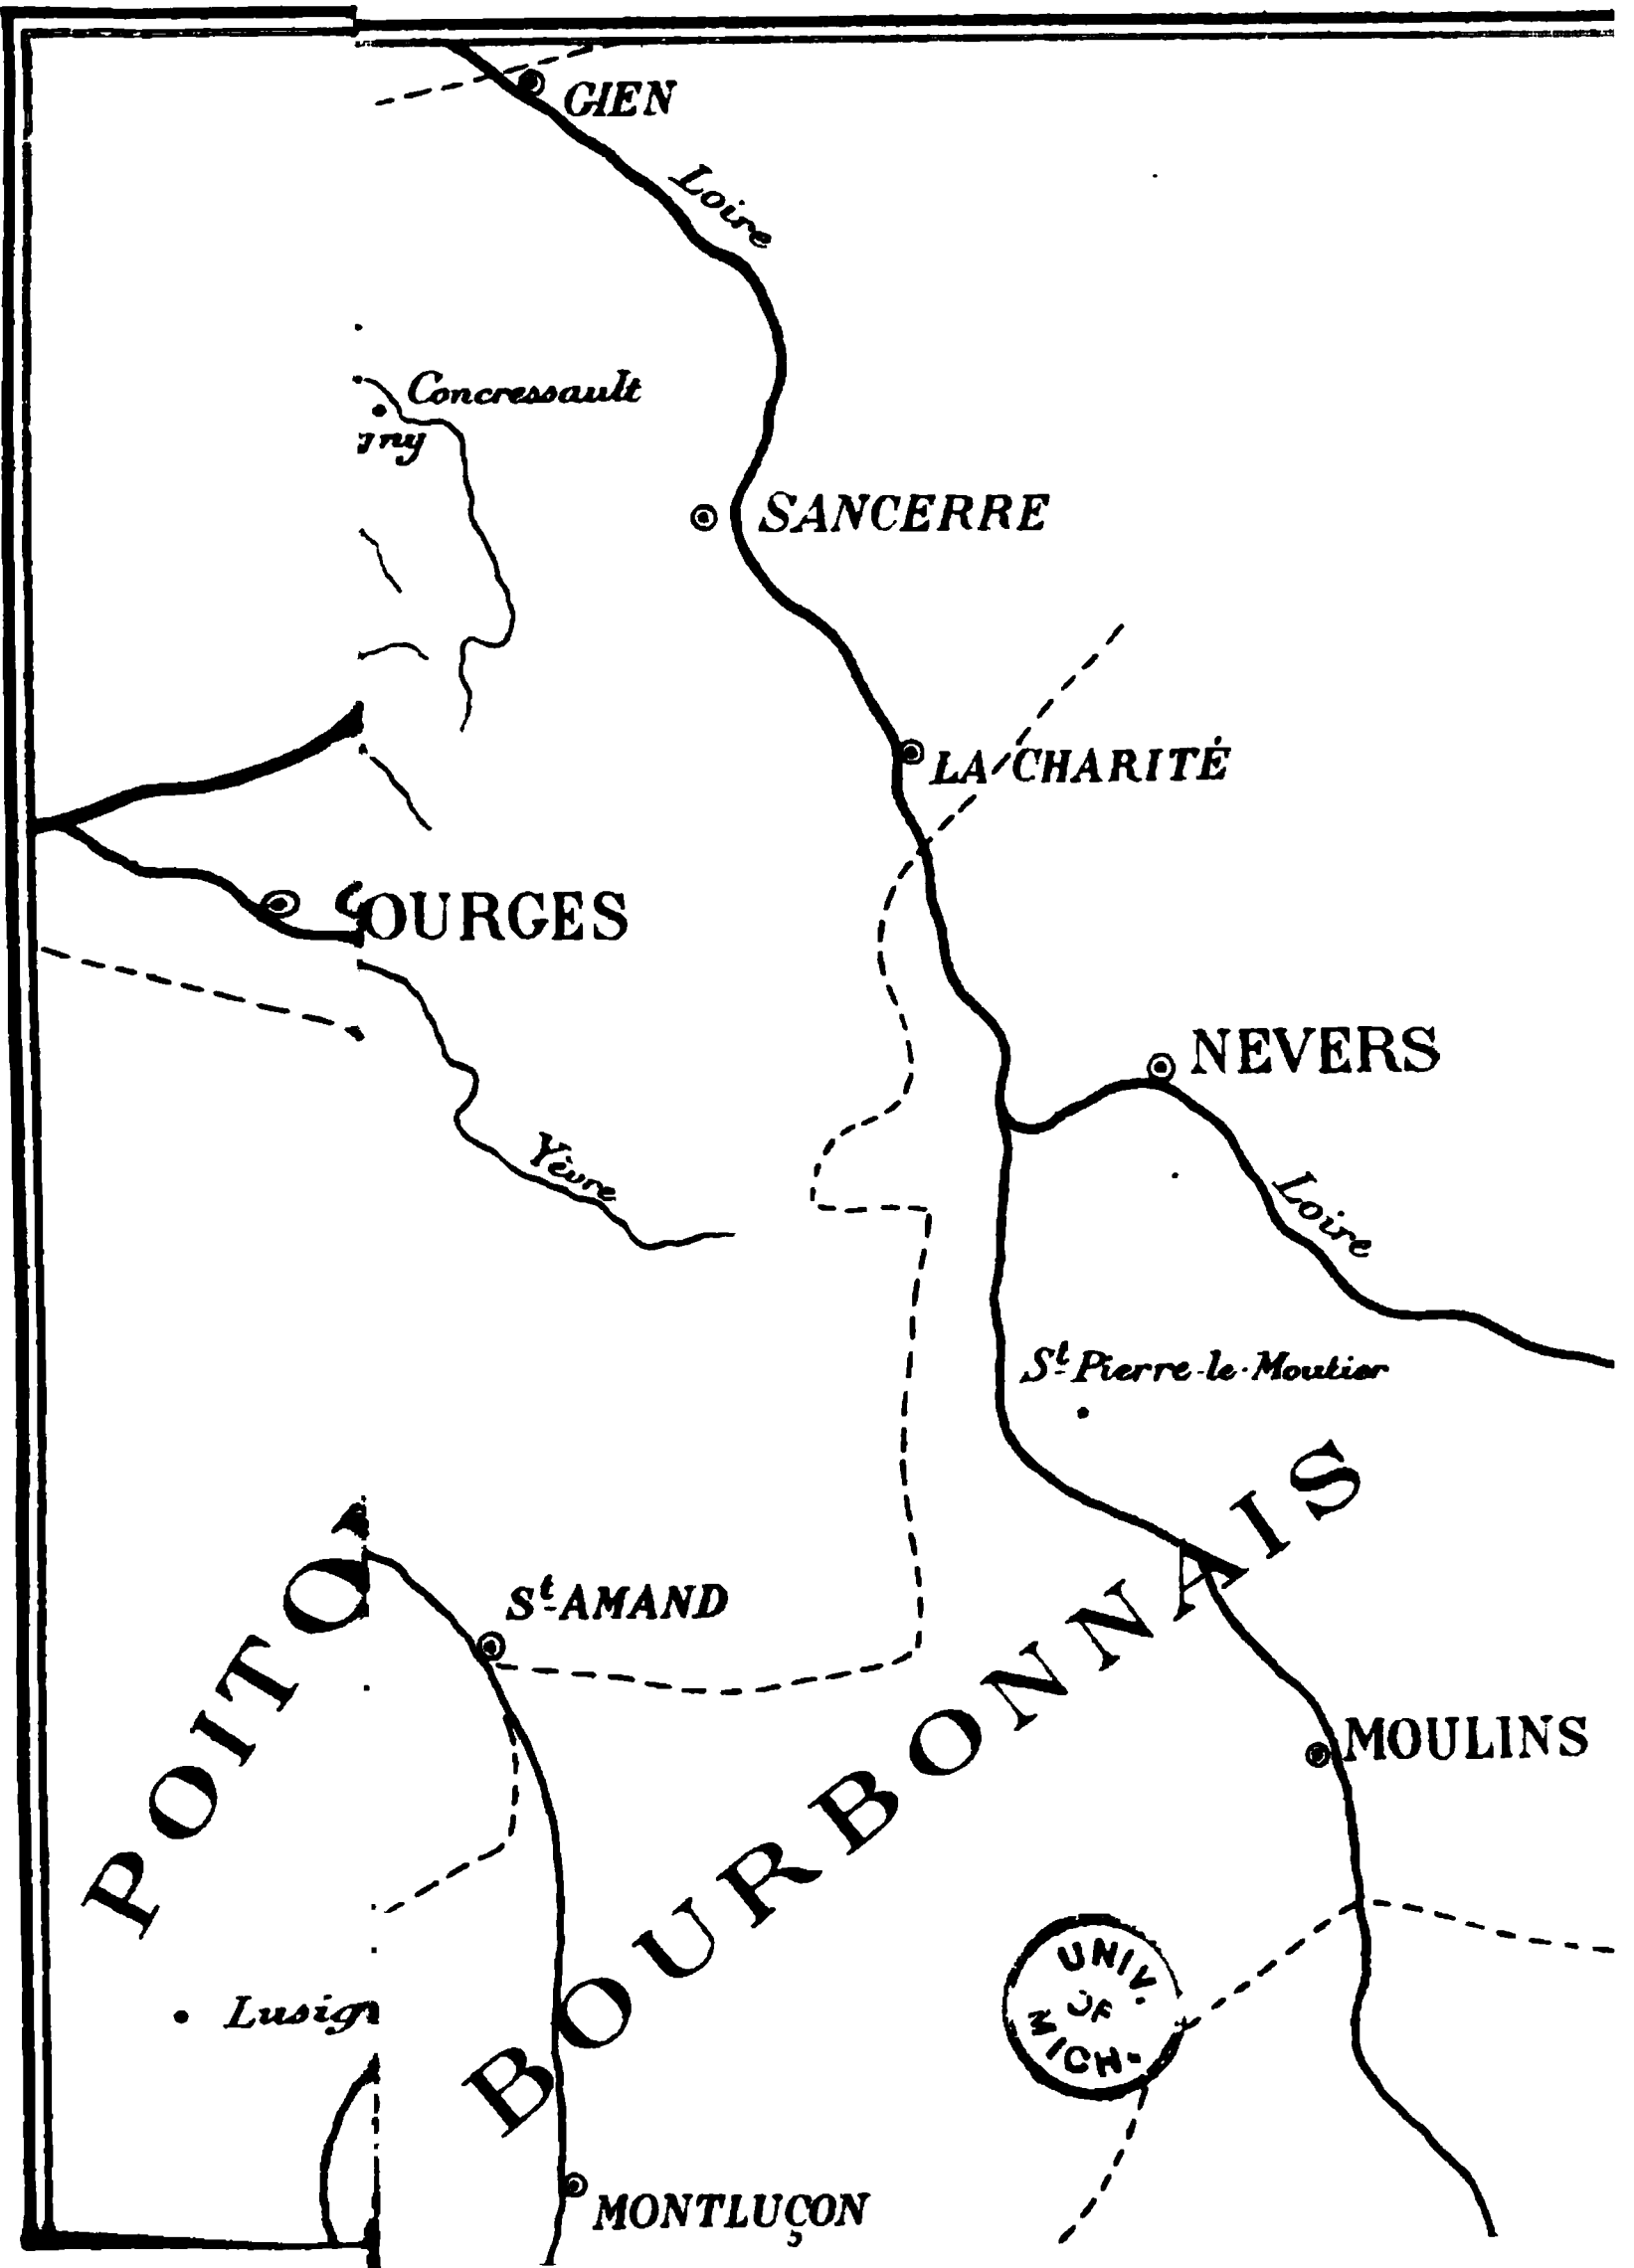 GIEN
Loire
Concressault
gny
SANCERRE
LA CHARITÉ
OURGES
NEVERS
Yèvre
Loire
St Pierre-le-Moutier
POITO
St AMAND
BOURBONNAIS
MOULINS
UNIV.
OF
MICH.
Lusign
MONTLUÇON